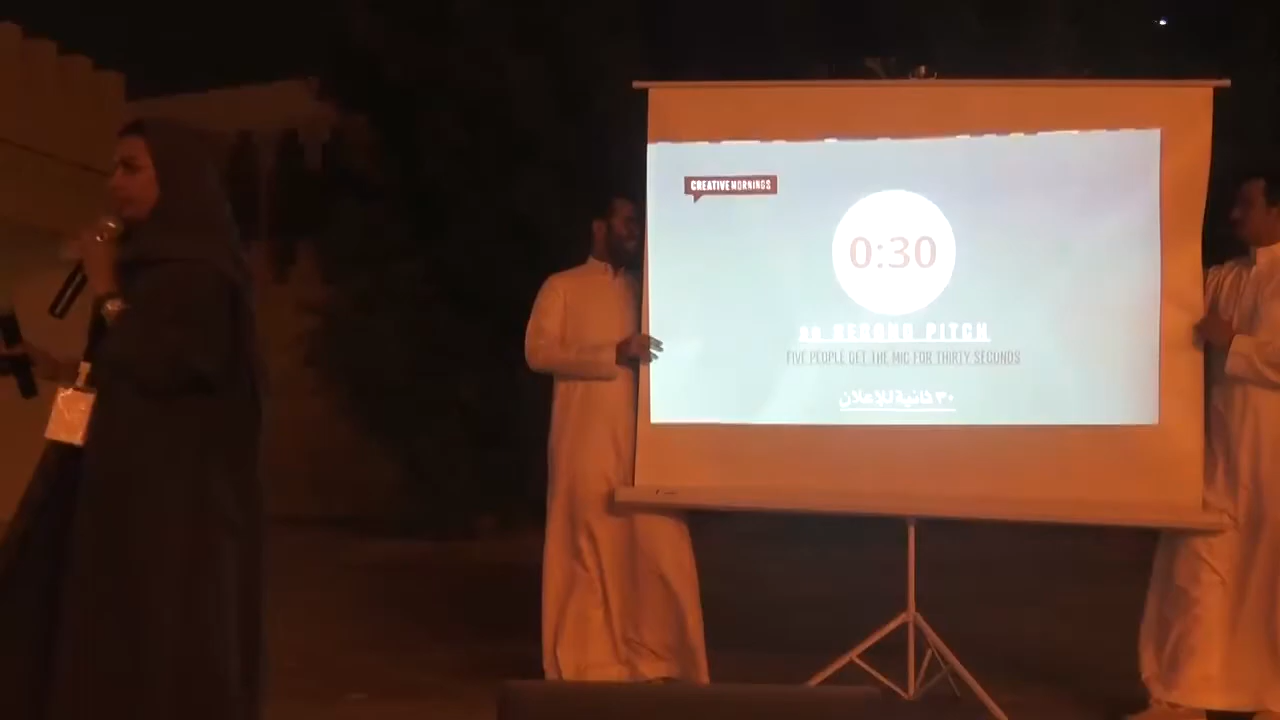 CREATIVEMORNINGS
0:30
30 SECOND PITCH
FIVE PEOPLE GET THE MIC FOR THIRTY SECONDS
٣٠ ثانية للإعلان